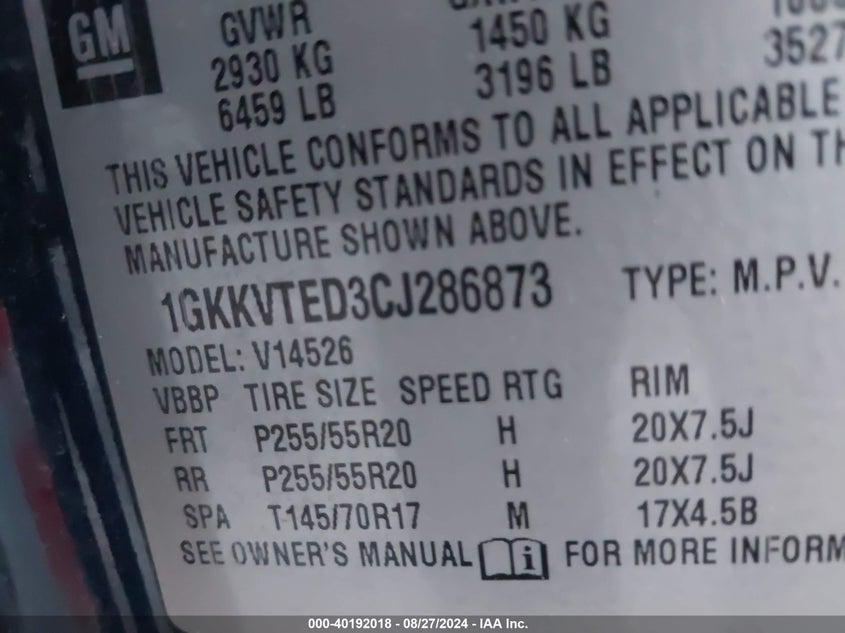 GM
GVWR
2930 KG 1450 KG
6459 LB 3196 LB 3527
THIS VEHICLE CONFORMS TO ALL APPLICABLE
VEHICLE SAFETY STANDARDS IN EFFECT ON
MANUFACTURE SHOWN ABOVE.
1GKKVTED3CJ286873 TYPE: M.P.V.
MODEL: V14526
VBBP TIRE SIZE SPEED RTG RIM
FRT P255/55R20 H 20X7.5J
RR P255/55R20 H 20X7.5J
SPA T145/70R17 M 17X4.5B
SEE OWNER'S MANUAL i FOR MORE INFORM
000-40192018 - 08/27/2024 - IAA Inc.